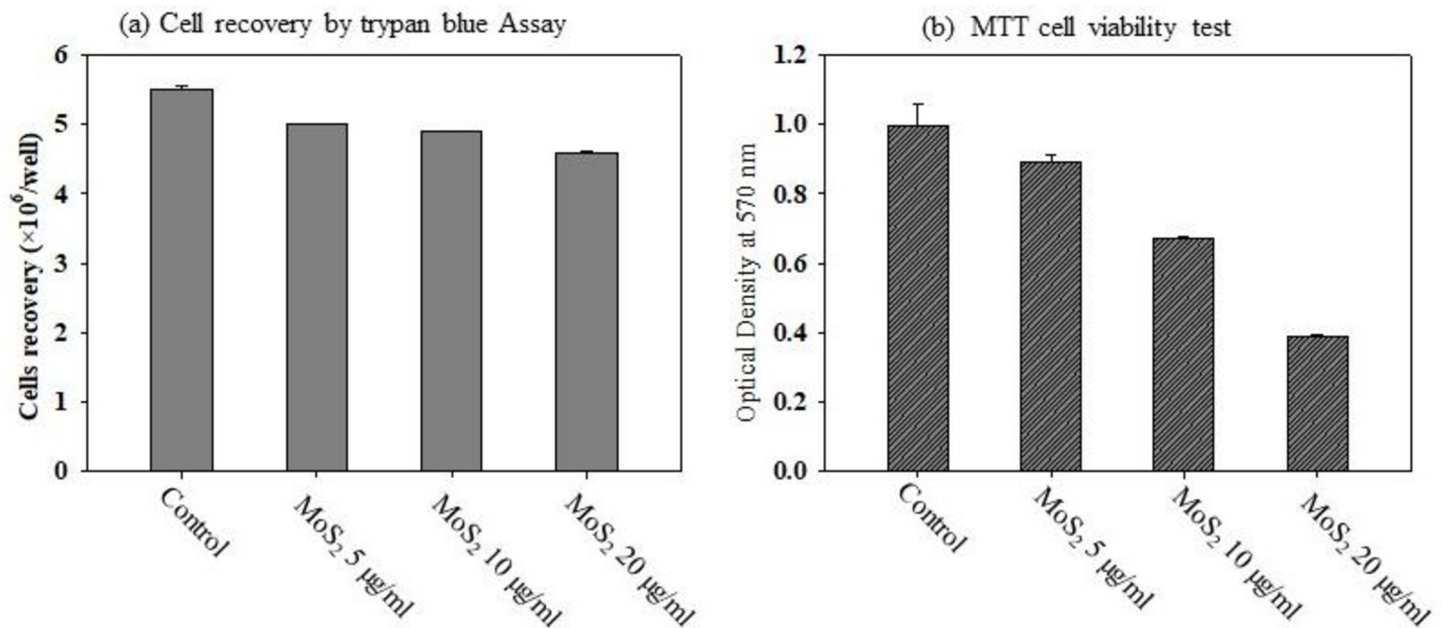 (a) Cell recovery by trypan blue Assay
Cells recovery (×10⁶/well)
6
5
4
3
2
1
0
Control
MoS₂ 5 µg/ml
MoS₂ 10 µg/ml
MoS₂ 20 µg/ml
(b) MTT cell viability test
Optical Density at 570 nm
1.2
1.0
0.8
0.6
0.4
0.2
0.0
Control
MoS₂ 5 µg/ml
MoS₂ 10 µg/ml
MoS₂ 20 µg/ml